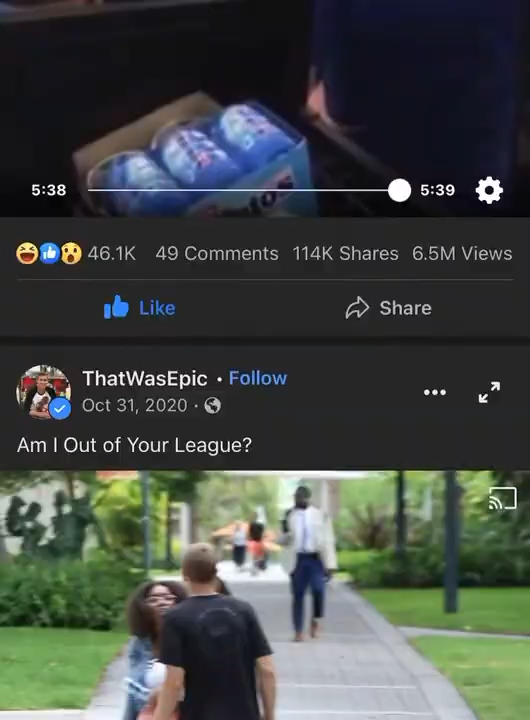 5:38
5:39
46.1K 49 Comments 114K Shares 6.5M Views
Like Share
ThatWasEpic • Follow
Oct 31, 2020 ·
Am I Out of Your League?